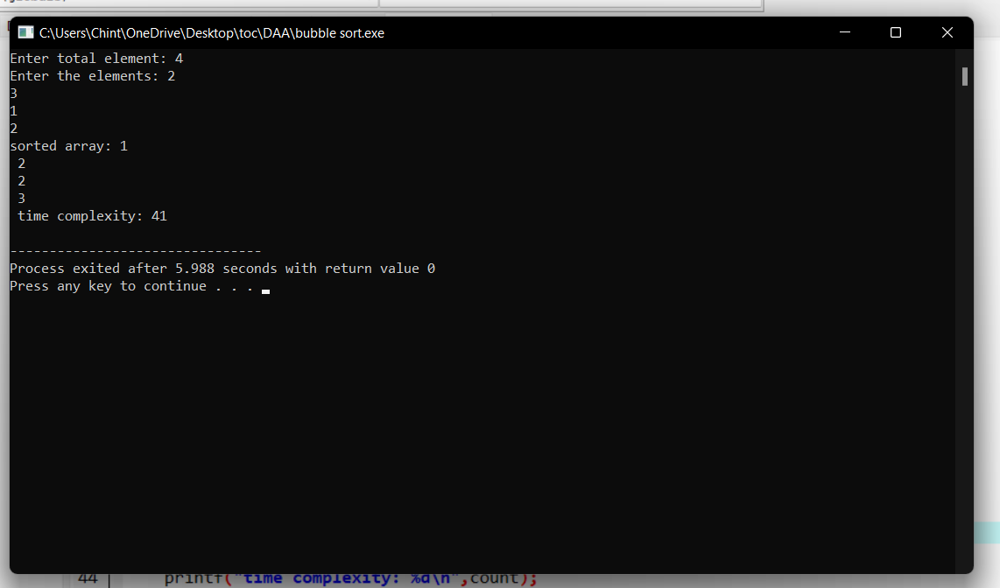 C:\Users\Chint\OneDrive\Desktop\toc\DAA\bubble sort.exe
Enter total element: 4
Enter the elements: 2
3
1
2
sorted array: 1
2
2
3
time complexity: 41
--------------------------------
Process exited after 5.988 seconds with return value 0
Press any key to continue . . .
44 printf("time complexity: %d\n",count);